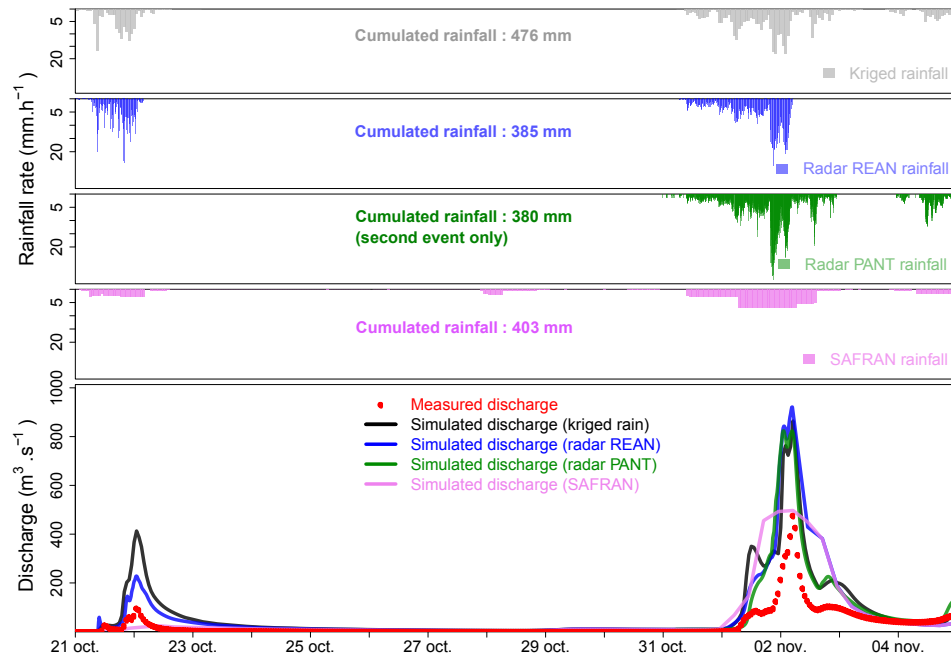 Rainfall rate (mm.h⁻¹)
5
20
Cumulated rainfall : 476 mm
Kriged rainfall
5
20
Cumulated rainfall : 385 mm
Radar REAN rainfall
5
20
Cumulated rainfall : 380 mm
(second event only)
Radar PANT rainfall
5
20
Cumulated rainfall : 403 mm
SAFRAN rainfall
Discharge (m³ .s⁻¹)
1000
800
600
400
200
Measured discharge
Simulated discharge (kriged rain)
Simulated discharge (radar REAN)
Simulated discharge (radar PANT)
Simulated discharge (SAFRAN)
21 oct. 23 oct. 25 oct. 27 oct. 29 oct. 31 oct. 02 nov. 04 nov.